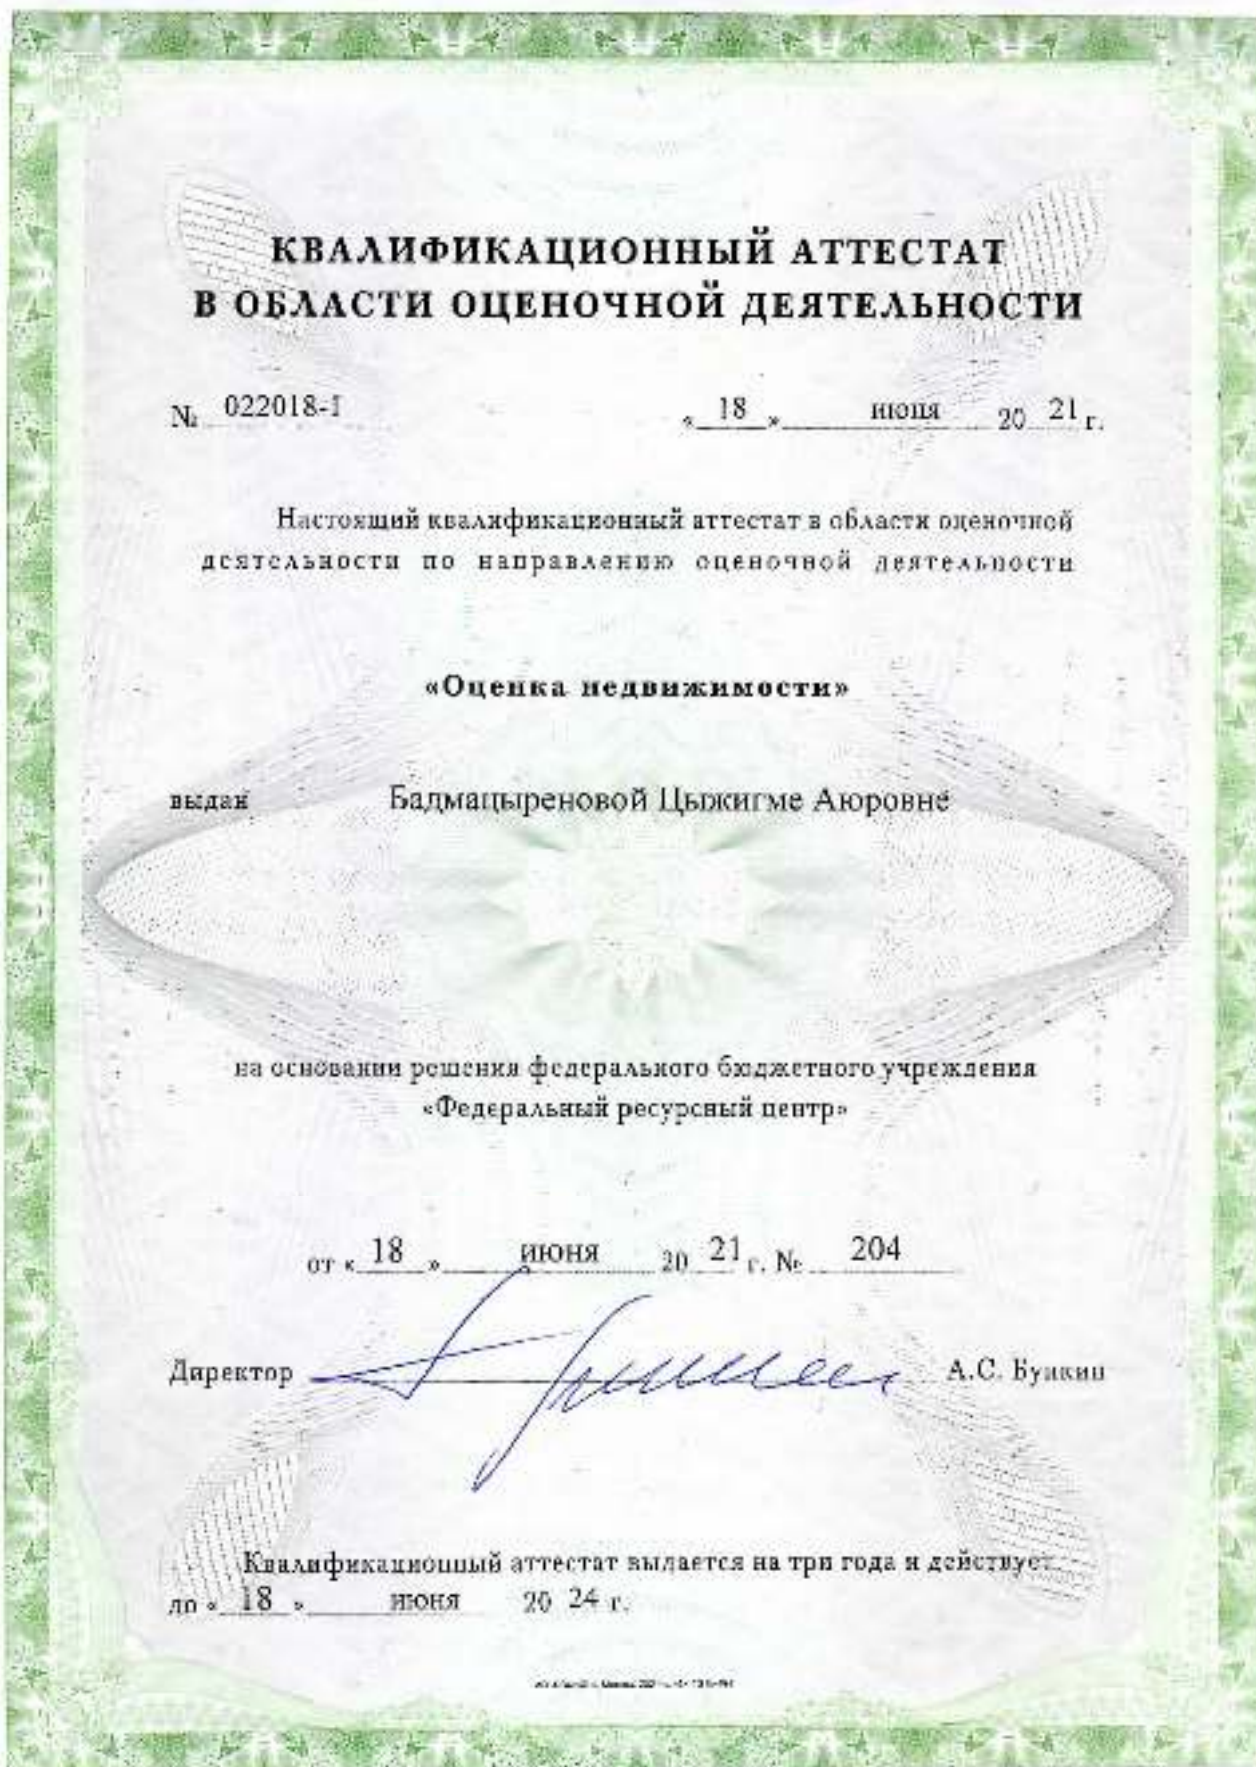 КВАЛИФИКАЦИОННЫЙ АТТЕСТАТ
В ОБЛАСТИ ОЦЕНОЧНОЙ ДЕЯТЕЛЬНОСТИ
№ 022018-1 « 18 » июня 20 21 г.
Настоящий квалификационный аттестат в области оценочной
деятельности по направлению оценочной деятельности
«Оценка недвижимости»
выдан Бадмацыреновой Цыжигме Аюровне
на основании решения федерального бюджетного учреждения
«Федеральный ресурсный центр»
от « 18 » июня 20 21 г. № 204
Директор А.С. Бункин
Квалификационный аттестат выдается на три года и действует
до « 18 » июня 20 24 г.